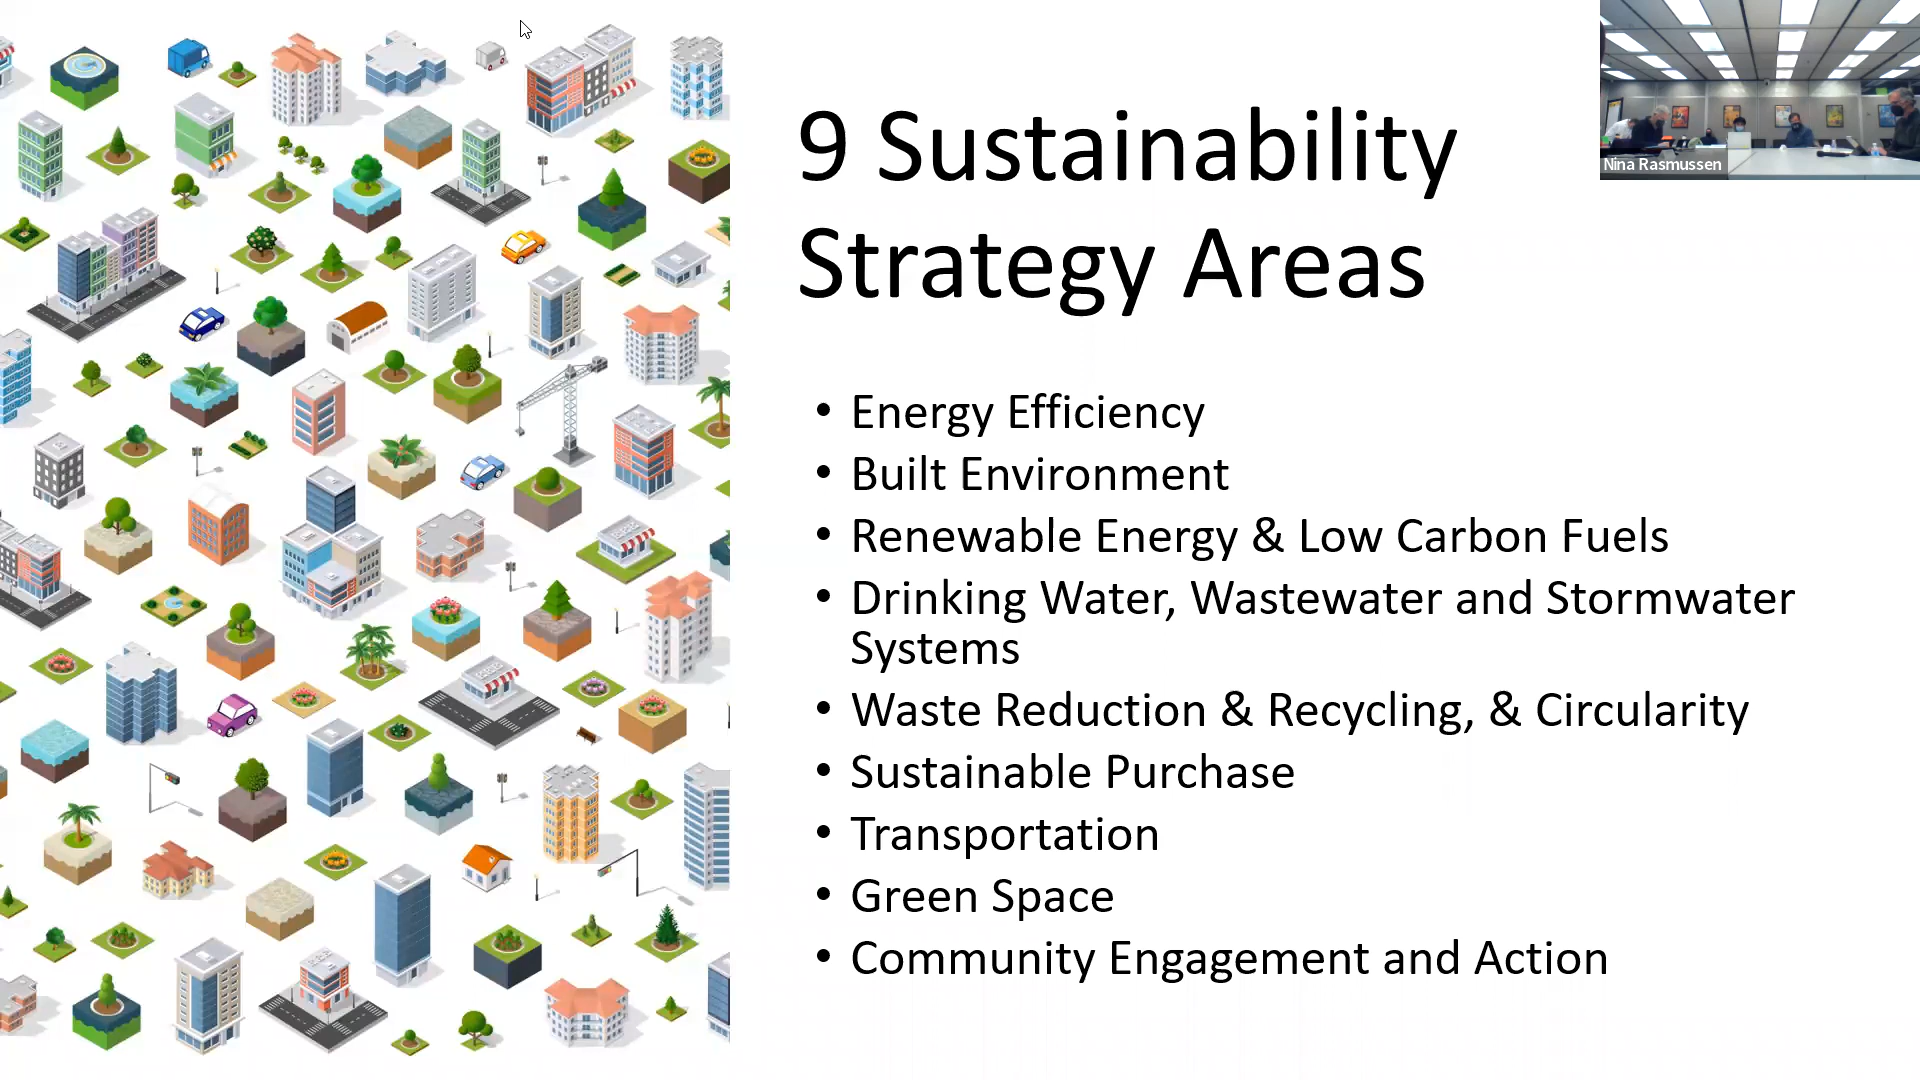 9 Sustainability
Strategy Areas
Nina Rasmussen
• Energy Efficiency
• Built Environment
• Renewable Energy & Low Carbon Fuels
• Drinking Water, Wastewater and Stormwater
Systems
• Waste Reduction & Recycling, & Circularity
• Sustainable Purchase
• Transportation
• Green Space
• Community Engagement and Action